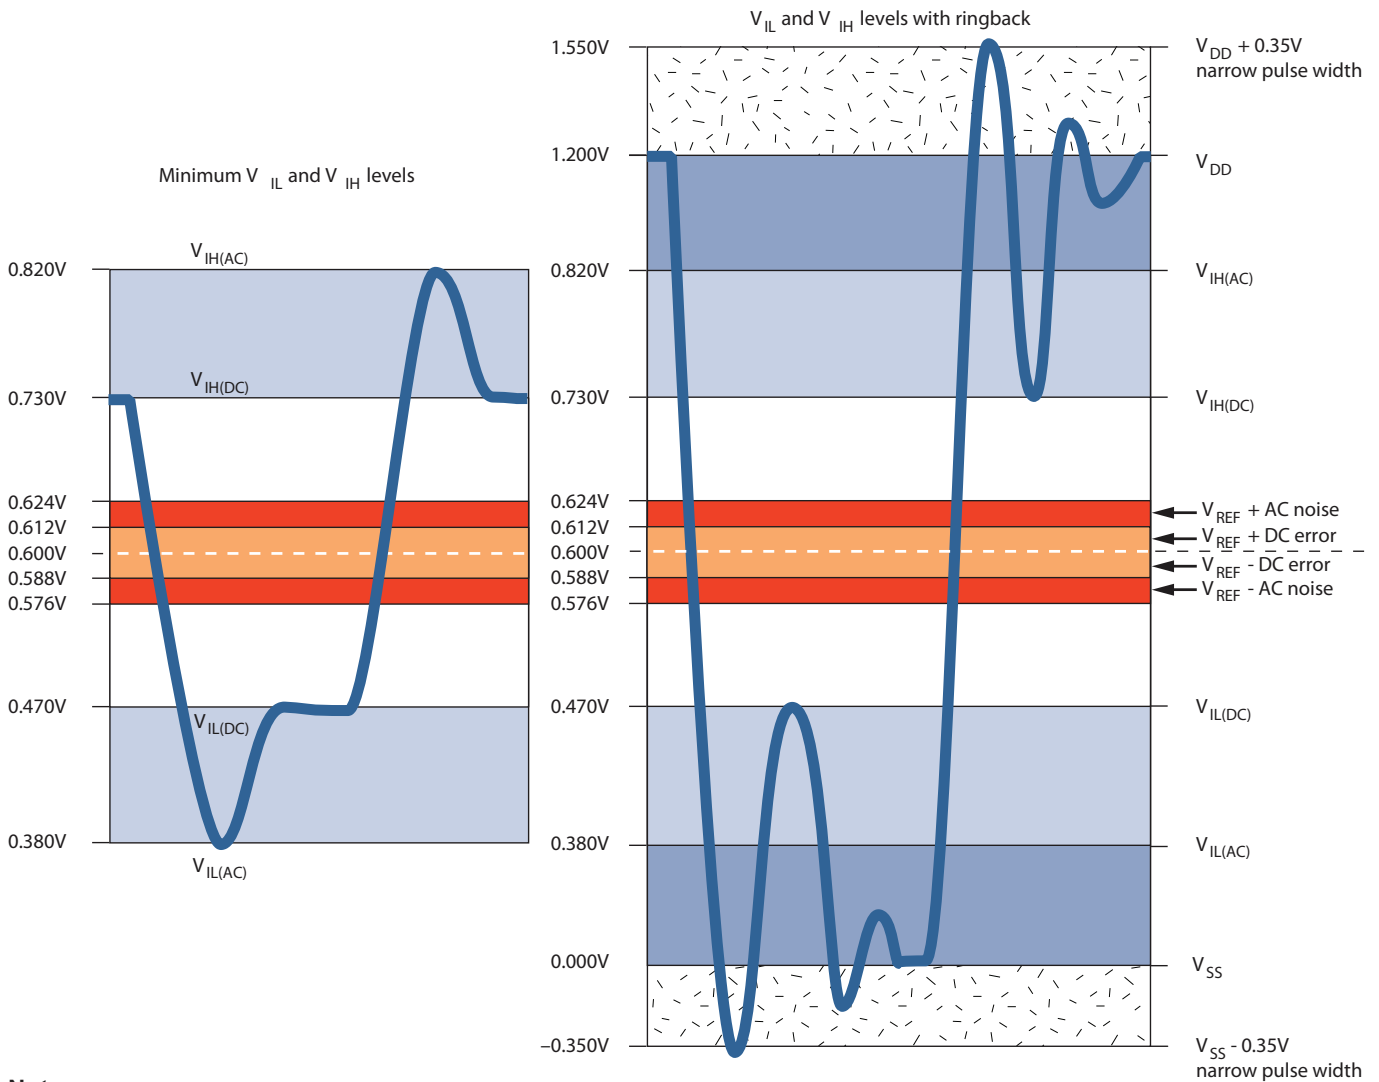 V IL and V IH levels with ringback
1.550V
VDD + 0.35V
narrow pulse width
1.200V
VDD
Minimum V IL and V IH levels
VIH(AC)
0.820V
0.820V
VIH(AC)
VIH(DC)
0.730V
0.730V
VIH(DC)
0.624V
0.624V
VREF + AC noise
0.612V
0.612V
VREF + DC error
0.600V
0.600V
VREF - DC error
0.588V
0.588V
VREF - AC noise
0.576V
0.576V
0.470V
0.470V
VIL(DC)
VIL(DC)
0.380V
0.380V
VIL(AC)
VIL(AC)
0.000V
VSS
−0.350V
VSS - 0.35V
narrow pulse width